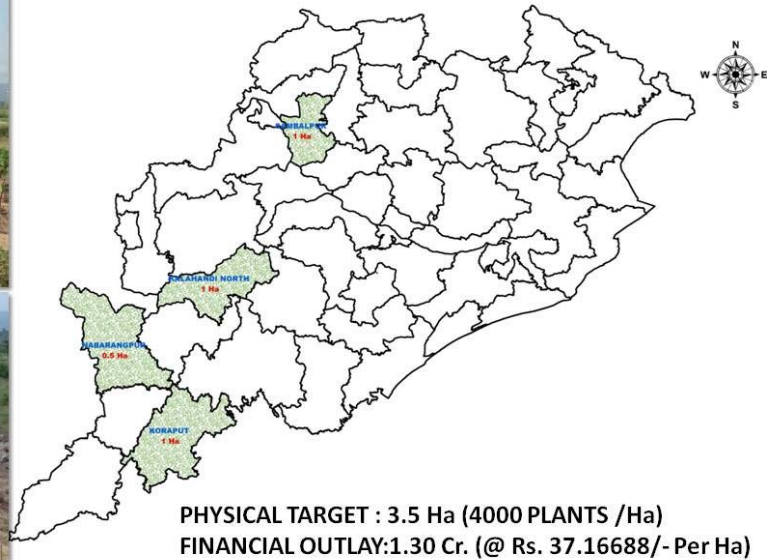 N
W E
S
SAMBALPUR
1 Ha
KALAHANDI NORTH
1 Ha
NABARANGPUR
0.5 Ha
KORAPUT
1 Ha
PHYSICAL TARGET : 3.5 Ha (4000 PLANTS /Ha)
FINANCIAL OUTLAY:1.30 Cr. (@ Rs. 37.16688/- Per Ha)